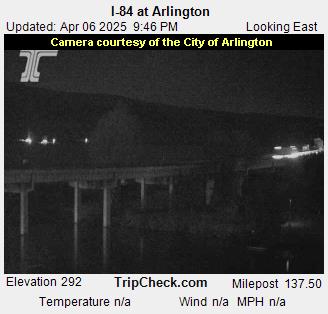 I-84 at Arlington
Updated: Apr 06 2025 9:46 PM Looking East
Camera courtesy of the City of Arlington
Elevation 292 TripCheck.com Milepost 137.50
Temperature n/a Wind n/a MPH n/a